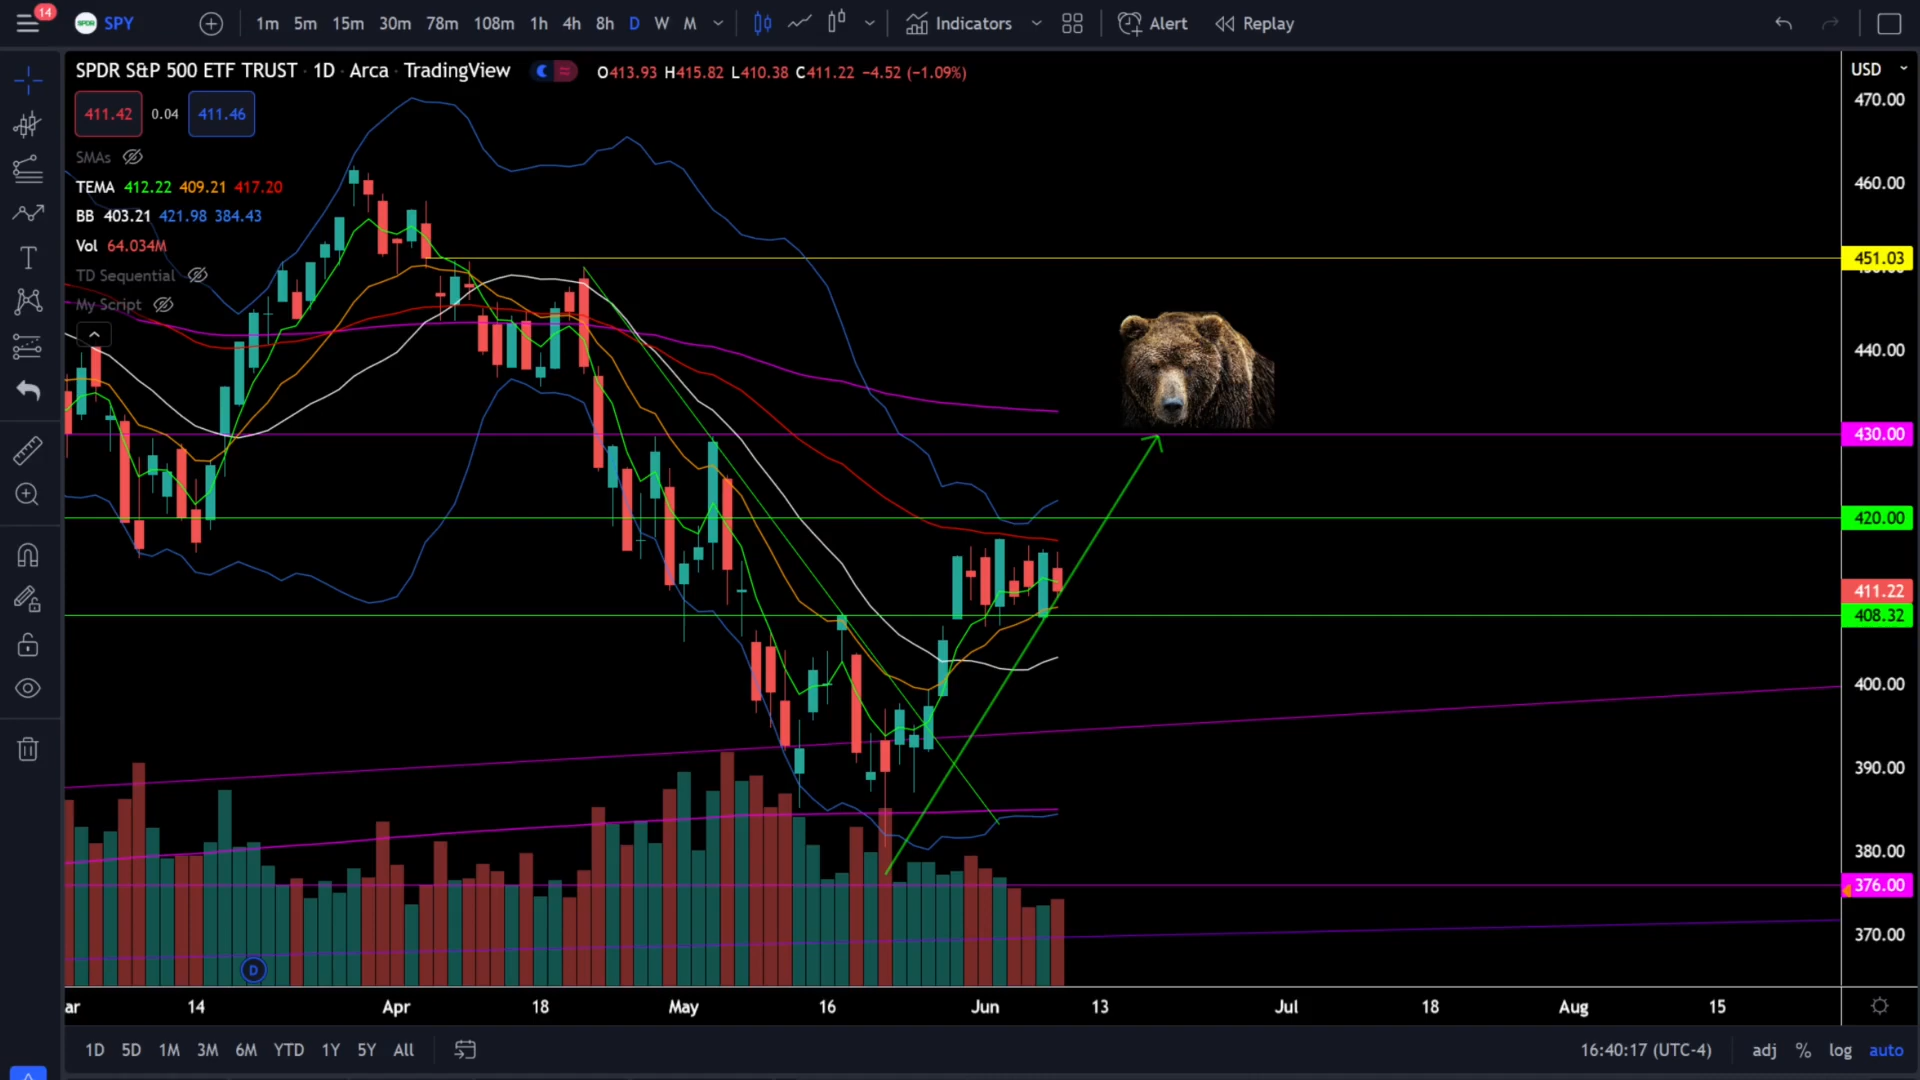 14
SPDR SPY 1m 5m 15m 30m 78m 108m 1h 4h 8h D W M Indicators Alert Replay
SPDR S&P 500 ETF TRUST · 1D · Arca · TradingView O413.93 H415.82 L410.38 C411.22 −4.52 (−1.09%)
USD
411.42 0.04 411.46
SMAs
TEMA 412.22 409.21 417.20
BB 403.21 421.98 384.43
Vol 64.034M
TD Sequential
My Script
470.00
460.00
451.03
440.00
430.00
420.00
411.22
408.32
400.00
390.00
380.00
376.00
370.00
D
ar 14 Apr 18 May 16 Jun 13 Jul 18 Aug 15
1D 5D 1M 3M 6M YTD 1Y 5Y All 16:40:17 (UTC-4) adj % log auto